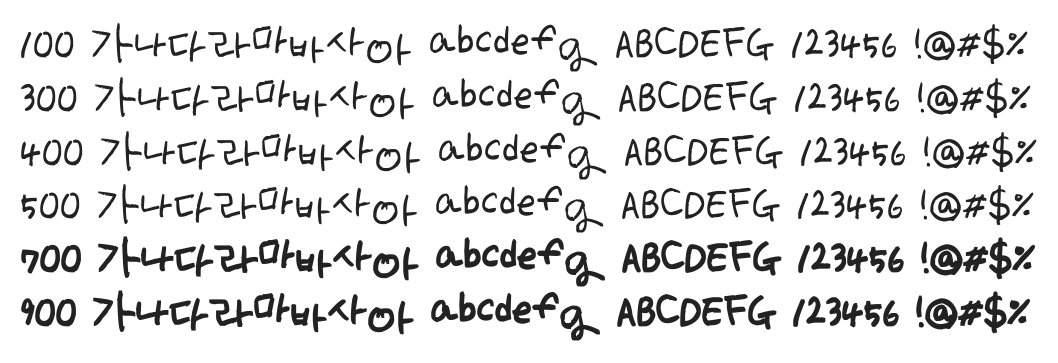 100 가나다라마바사아 abcdefg ABCDEFG 123456 !@#$%
300 가나다라마바사아 abcdefg ABCDEFG 123456 !@#$%
400 가나다라마바사아 abcdefg ABCDEFG 123456 !@#$%
500 가나다라마바사아 abcdefg ABCDEFG 123456 !@#$%
700 가나다라마바사아 abcdefg ABCDEFG 123456 !@#$%
900 가나다라마바사아 abcdefg ABCDEFG 123456 !@#$%